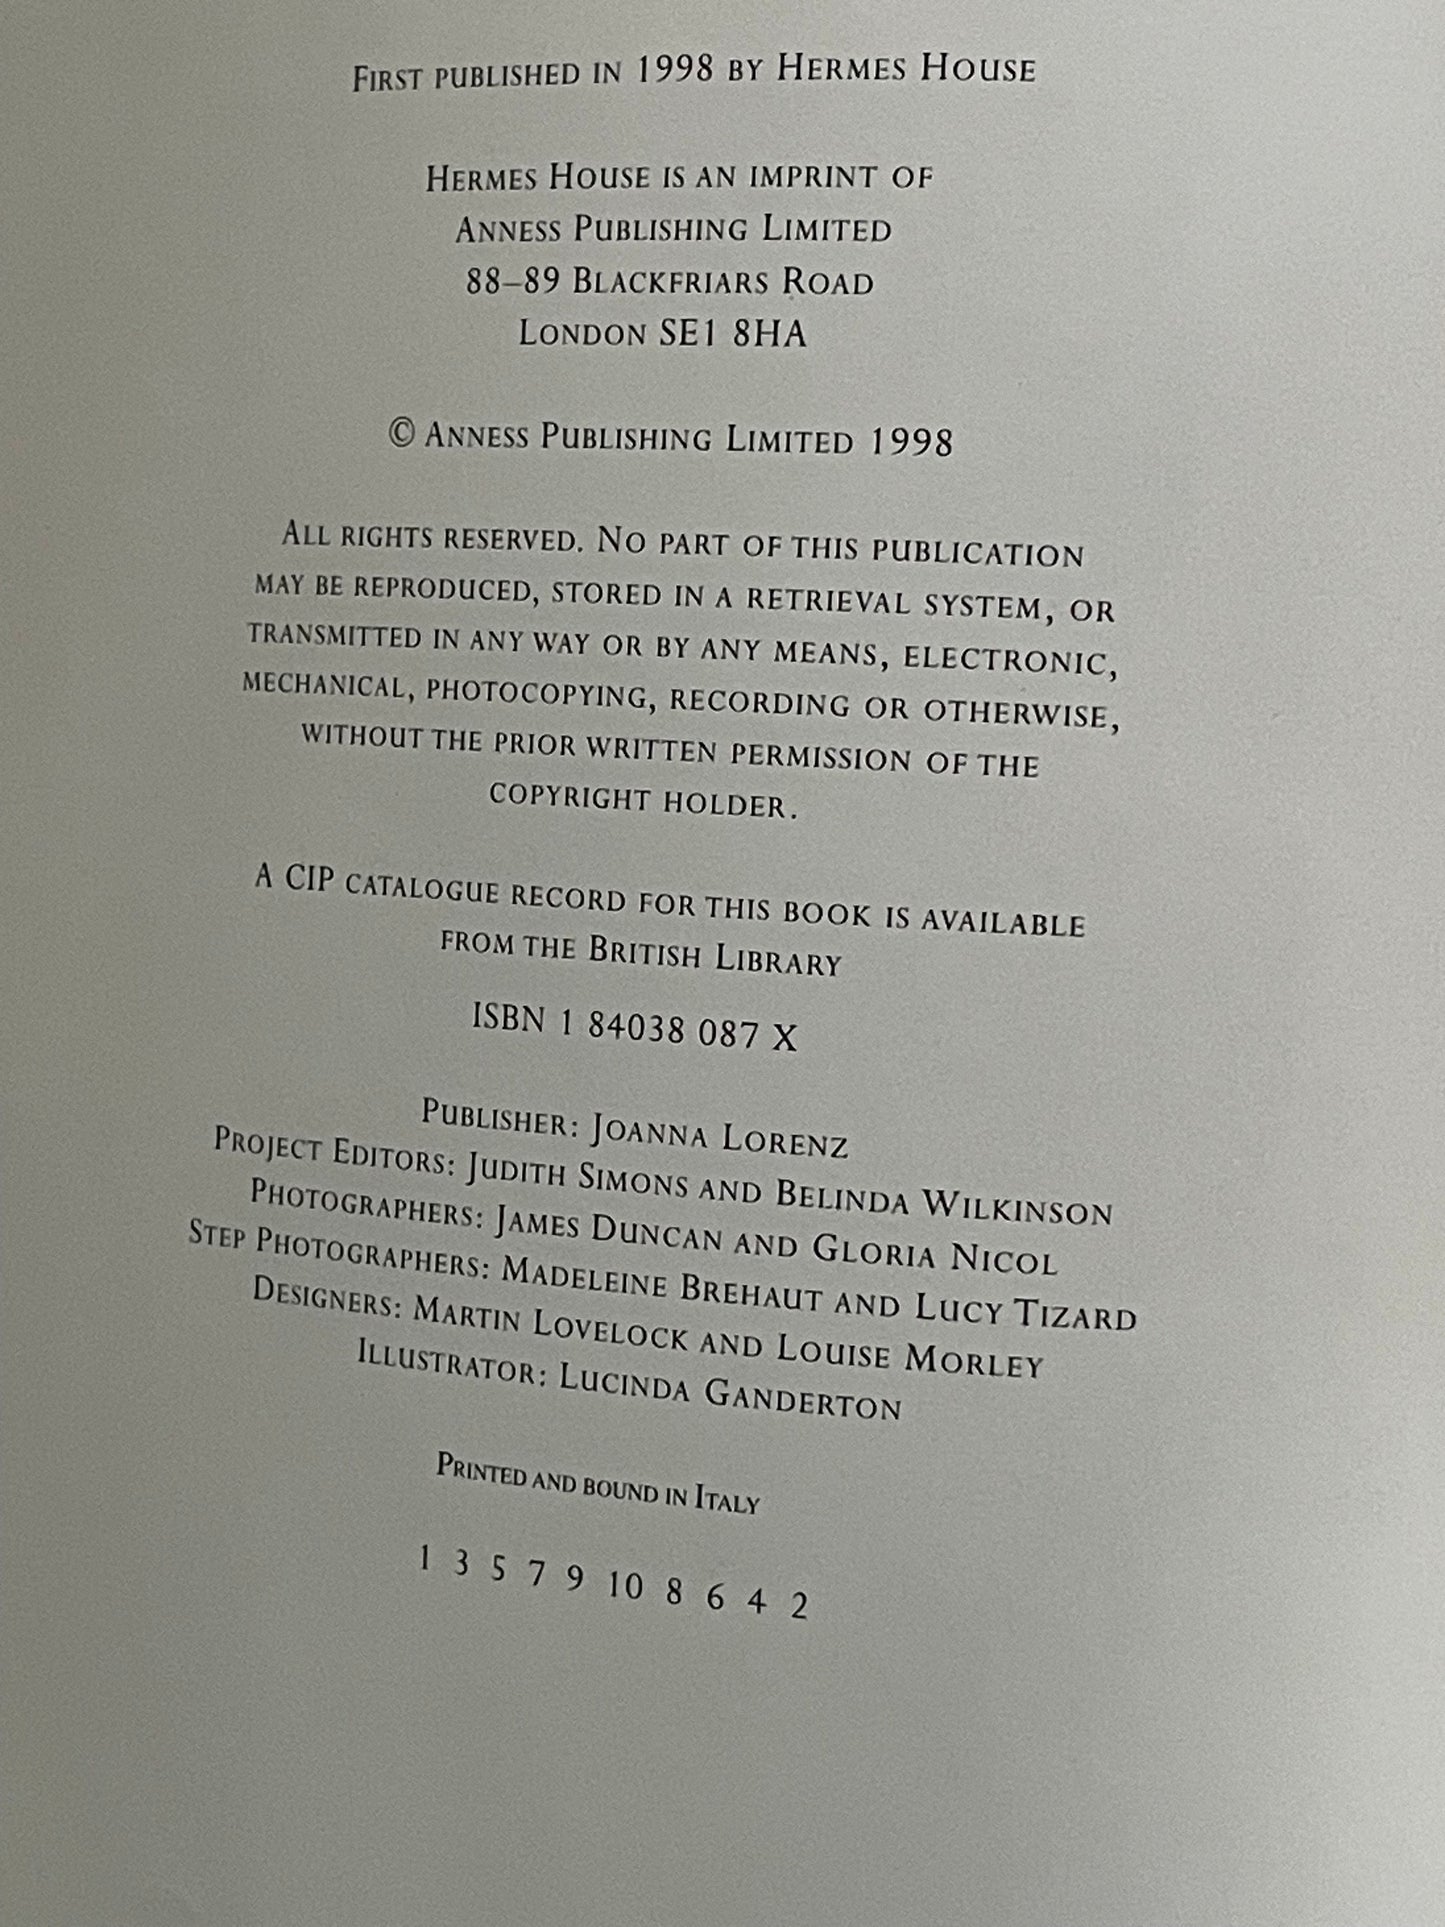 First published in 1998 by Hermes House
Hermes House is an imprint of
Anness Publishing Limited
88–89 Blackfriars Road
London SE1 8HA
© Anness Publishing Limited 1998
All rights reserved. No part of this publication
may be reproduced, stored in a retrieval system, or
transmitted in any way or by any means, electronic,
mechanical, photocopying, recording or otherwise,
without the prior written permission of the
copyright holder.
A CIP catalogue record for this book is available
from the British Library
ISBN 1 84038 087 X
Publisher: Joanna Lorenz
Project Editors: Judith Simons and Belinda Wilkinson
Photographers: James Duncan and Gloria Nicol
Step Photographers: Madeleine Brehaut and Lucy Tizard
Designers: Martin Lovelock and Louise Morley
Illustrator: Lucinda Ganderton
Printed and bound in Italy
1 3 5 7 9 10 8 6 4 2